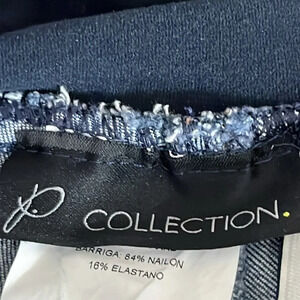 COLLECTION.
BARRIGA: 84% NAILON
16% ELASTANO